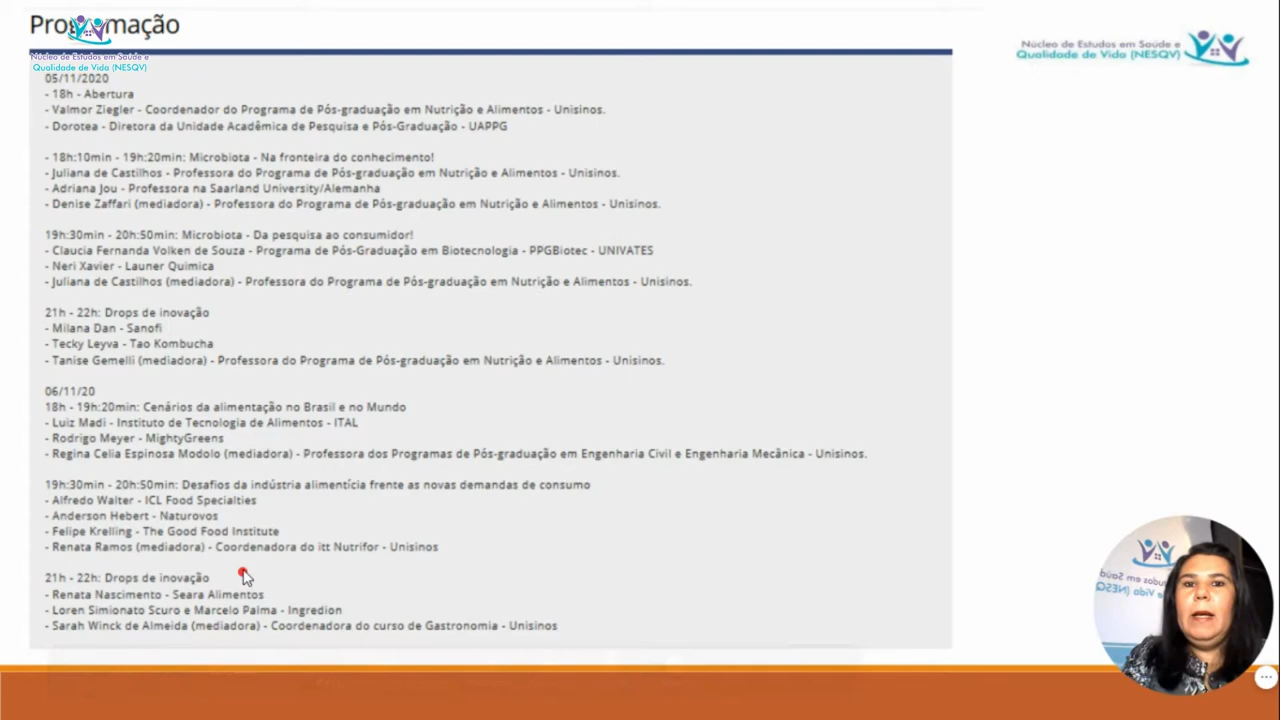 Programação
Núcleo de Estudos em Saúde e
Qualidade de Vida (NESQV)
Núcleo de Estudos em Saúde e
Qualidade de Vida (NESQV)
05/11/2020
- 18h - Abertura
- Valmor Ziegler - Coordenador do Programa de Pós-graduação em Nutrição e Alimentos - Unisinos.
- Dorotea - Diretora da Unidade Acadêmica de Pesquisa e Pós-Graduação - UAPPG
- 18h:10min - 19h:20min: Microbiota - Na fronteira do conhecimento!
- Juliana de Castilhos - Professora do Programa de Pós-graduação em Nutrição e Alimentos - Unisinos.
- Adriana Jou - Professora na Saarland University/Alemanha
- Denise Zaffari (mediadora) - Professora do Programa de Pós-graduação em Nutrição e Alimentos - Unisinos.
19h:30min - 20h:50min: Microbiota - Da pesquisa ao consumidor!
- Claucia Fernanda Volken de Souza - Programa de Pós-Graduação em Biotecnologia - PPGBiotec - UNIVATES
- Neri Xavier - Launer Quimica
- Juliana de Castilhos (mediadora) - Professora do Programa de Pós-graduação em Nutrição e Alimentos - Unisinos.
21h - 22h: Drops de inovação
- Milana Dan - Sanofi
- Tecky Leyva - Tao Kombucha
- Tanise Gemelli (mediadora) - Professora do Programa de Pós-graduação em Nutrição e Alimentos - Unisinos.
06/11/20
18h - 19h:20min: Cenários da alimentação no Brasil e no Mundo
- Luiz Madi - Instituto de Tecnologia de Alimentos - ITAL
- Rodrigo Meyer - MightyGreens
- Regina Celia Espinosa Modolo (mediadora) - Professora dos Programas de Pós-graduação em Engenharia Civil e Engenharia Mecânica - Unisinos.
19h:30min - 20h:50min: Desafios da indústria alimentícia frente as novas demandas de consumo
- Alfredo Walter - ICL Food Specialties
- Anderson Hebert - Naturovos
- Felipe Krelling - The Good Food Institute
- Renata Ramos (mediadora) - Coordenadora do itt Nutrifor - Unisinos
21h - 22h: Drops de inovação
- Renata Nascimento - Seara Alimentos
- Loren Simionato Scuro e Marcelo Palma - Ingredion
- Sarah Winck de Almeida (mediadora) - Coordenadora do curso de Gastronomia - Unisinos